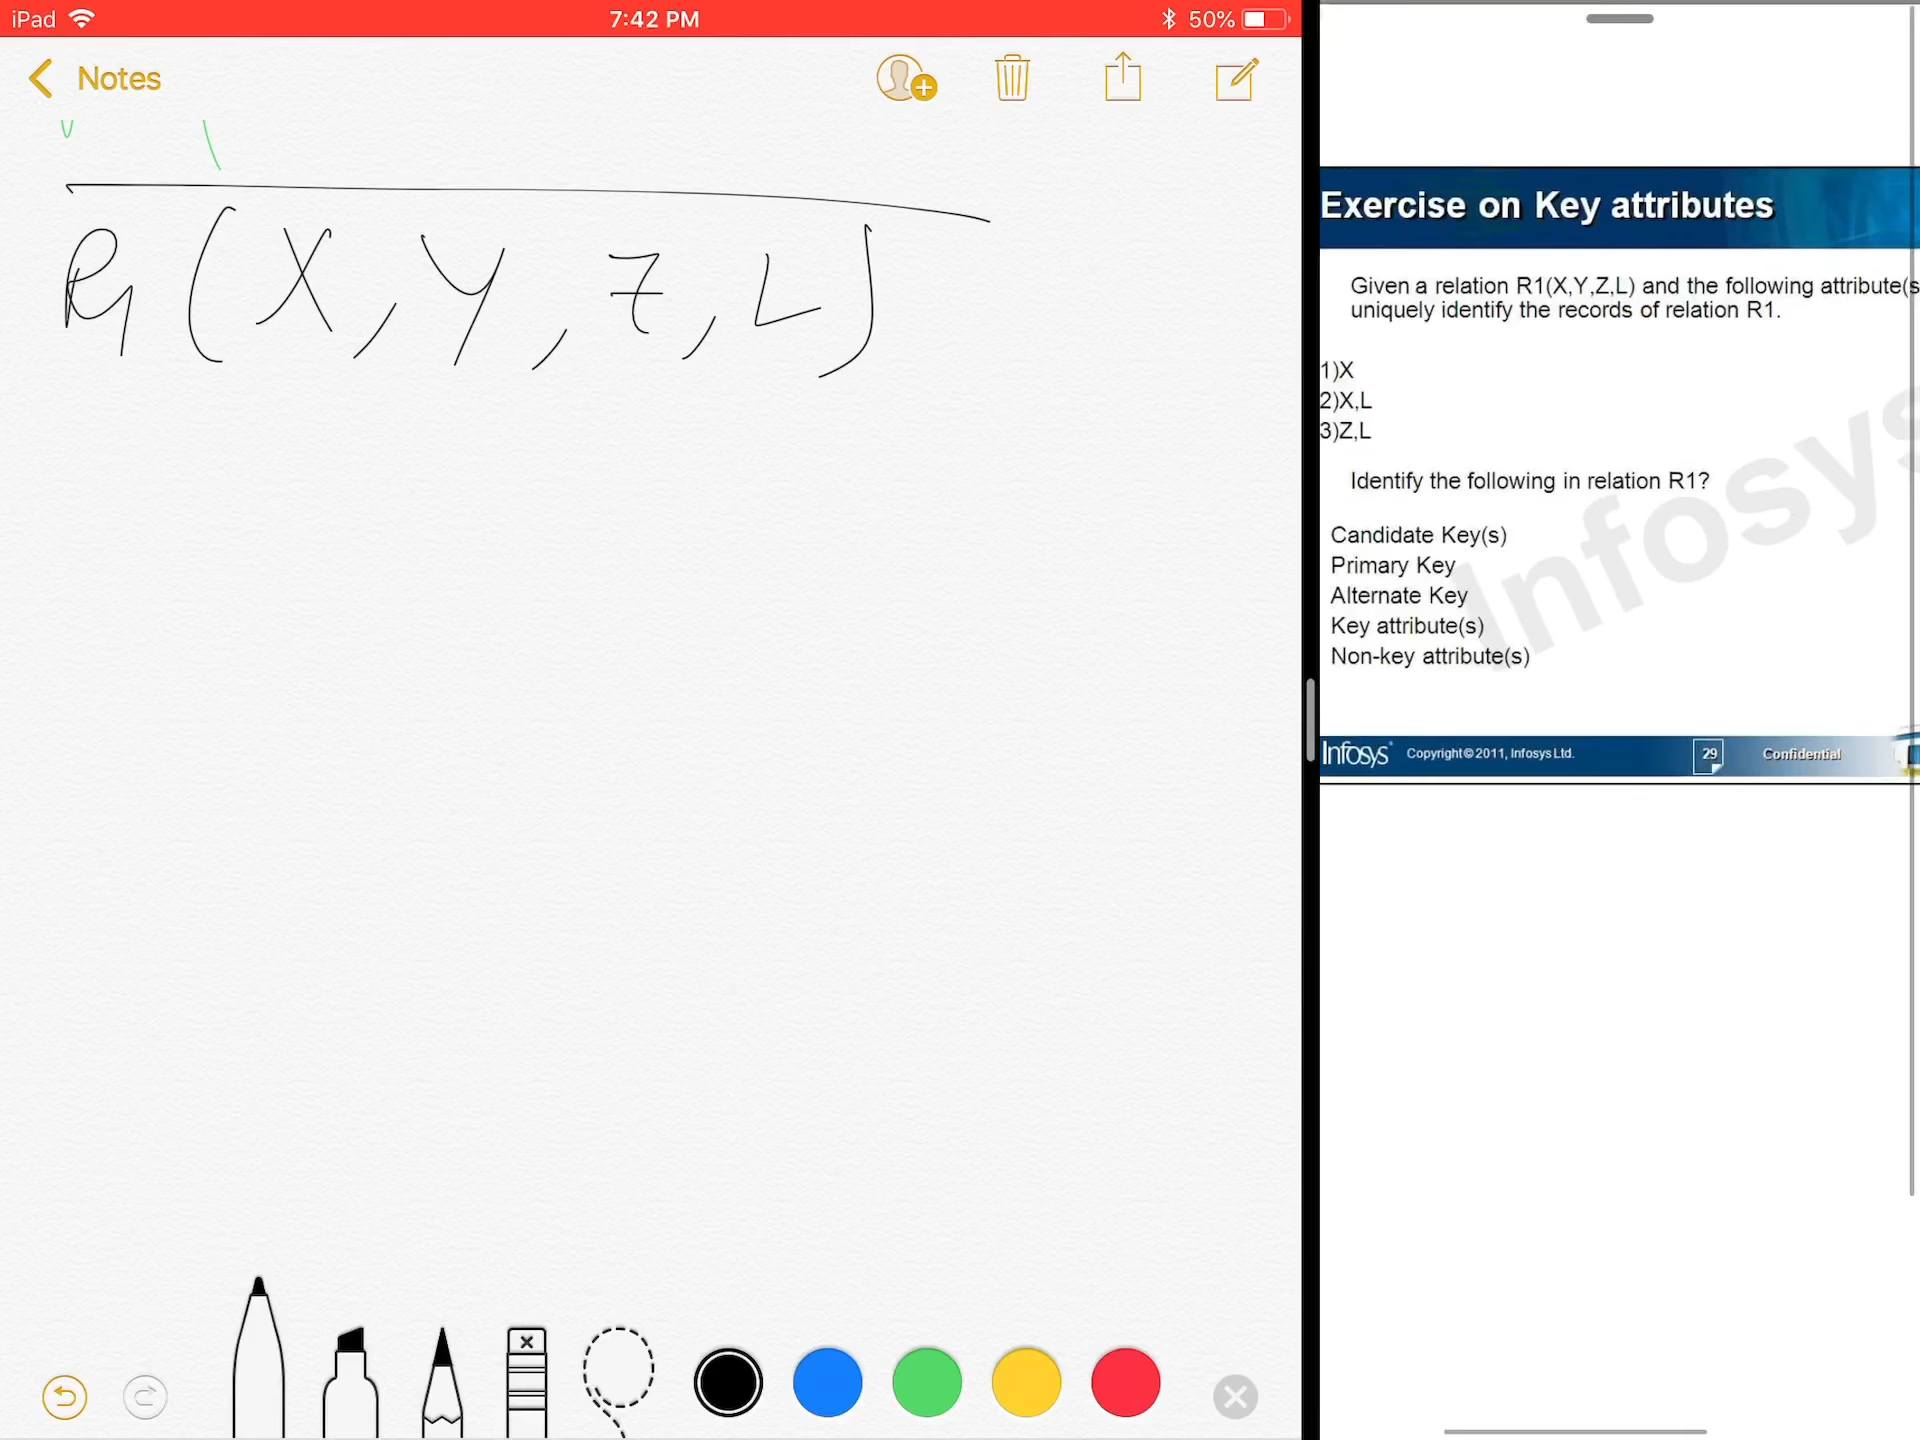 iPad 7:42 PM 50%
Notes
R1 ( X, Y, Z, L )
Exercise on Key attributes
Given a relation R1(X,Y,Z,L) and the following attribute(s
uniquely identify the records of relation R1.
1)X
2)X,L
3)Z,L
Identify the following in relation R1?
Candidate Key(s)
Primary Key
Alternate Key
Key attribute(s)
Non-key attribute(s)
Infosys
Infosys Copyright © 2011, Infosys Ltd. 29 Confidential